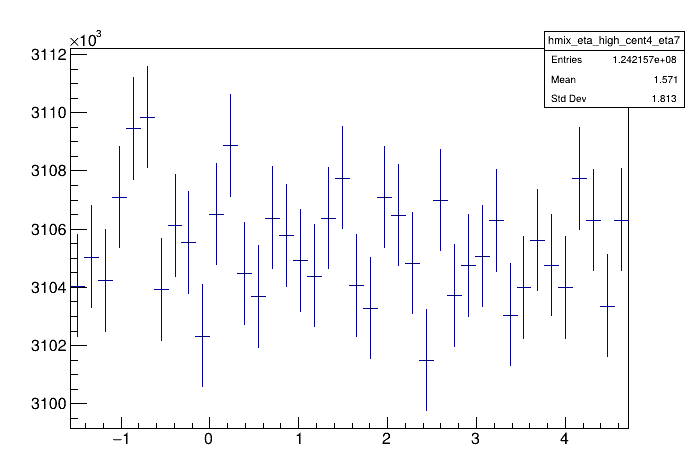 ×10³
hmix_eta_high_cent4_eta7
Entries 1.242157e+08
Mean 1.571
Std Dev 1.813
3112
3110
3108
3106
3104
3102
3100
−1 0 1 2 3 4